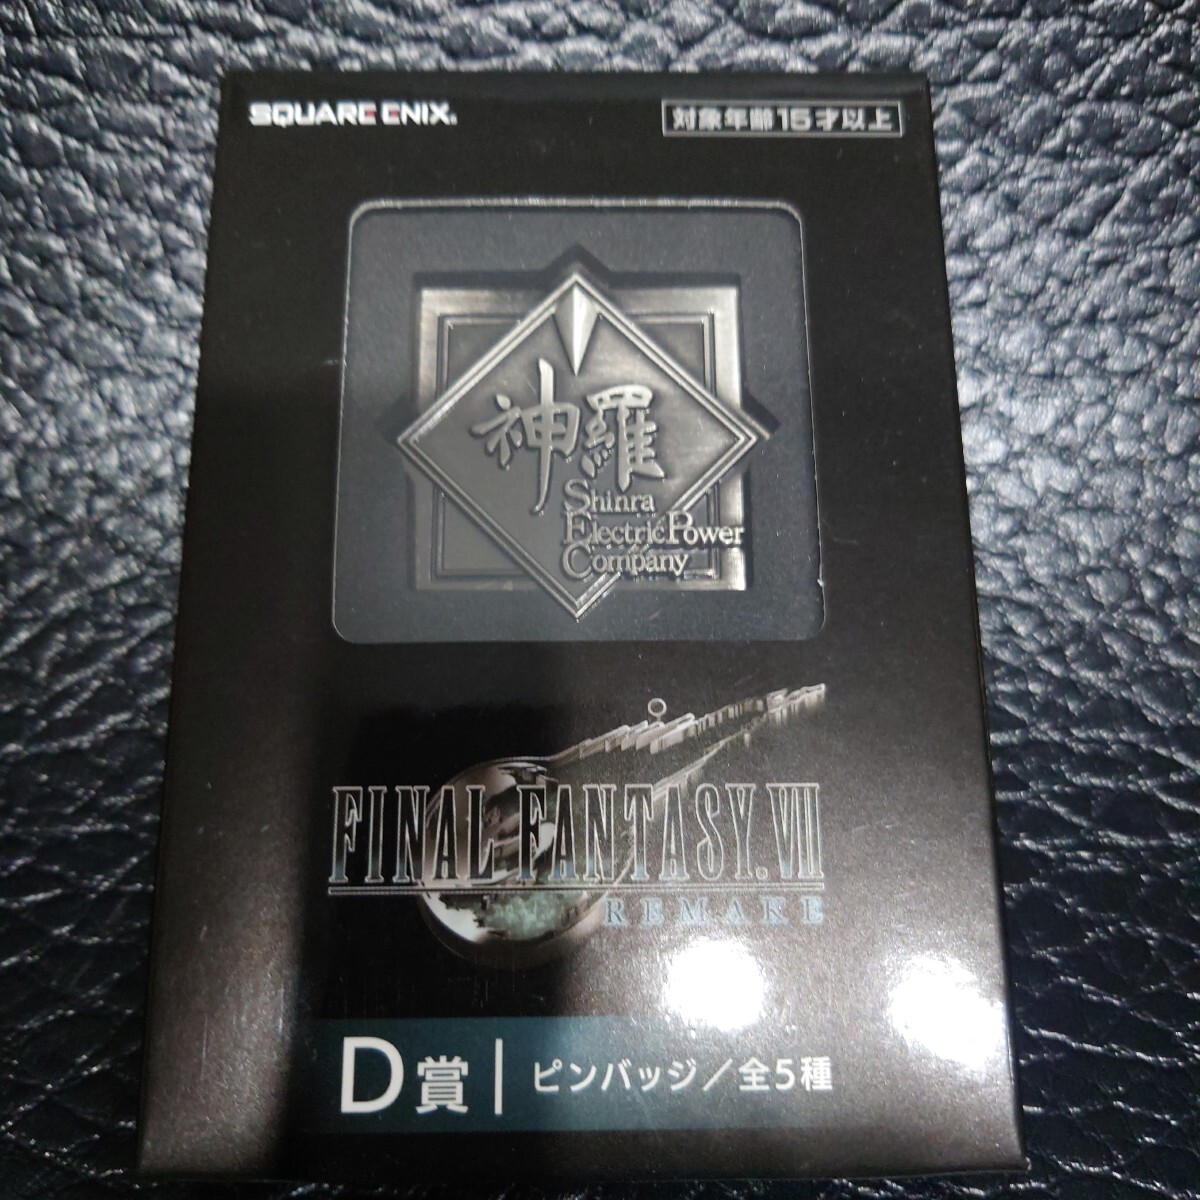 SQUARE ENIX.
対象年齢15才以上
神羅
Shinra
Electric Power
Company
FINAL FANTASY. VII
REMAKE
D賞 ピンバッジ／全5種